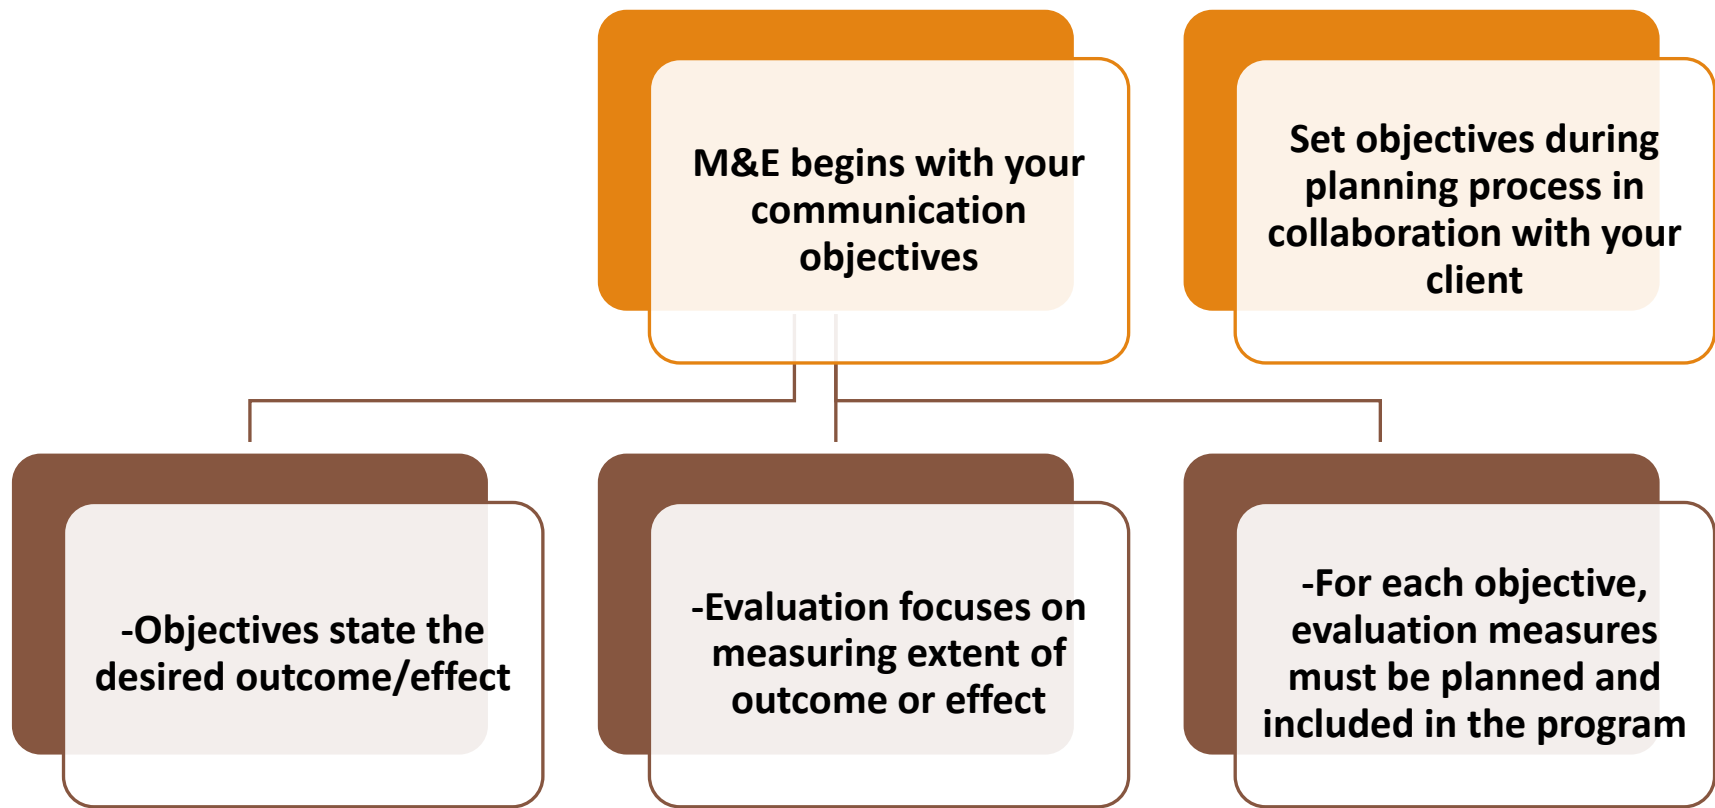 M&E begins with your
communication
objectives
Set objectives during
planning process in
collaboration with your
client
-Objectives state the
desired outcome/effect
-Evaluation focuses on
measuring extent of
outcome or effect
-For each objective,
evaluation measures
must be planned and
included in the program